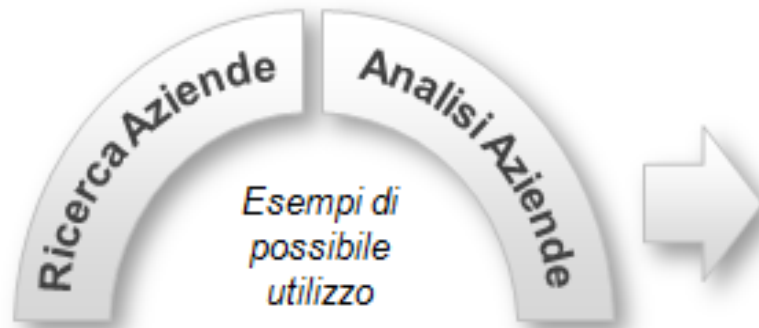 Ricerca Aziende
Analisi Aziende
Esempi di
possibile
utilizzo